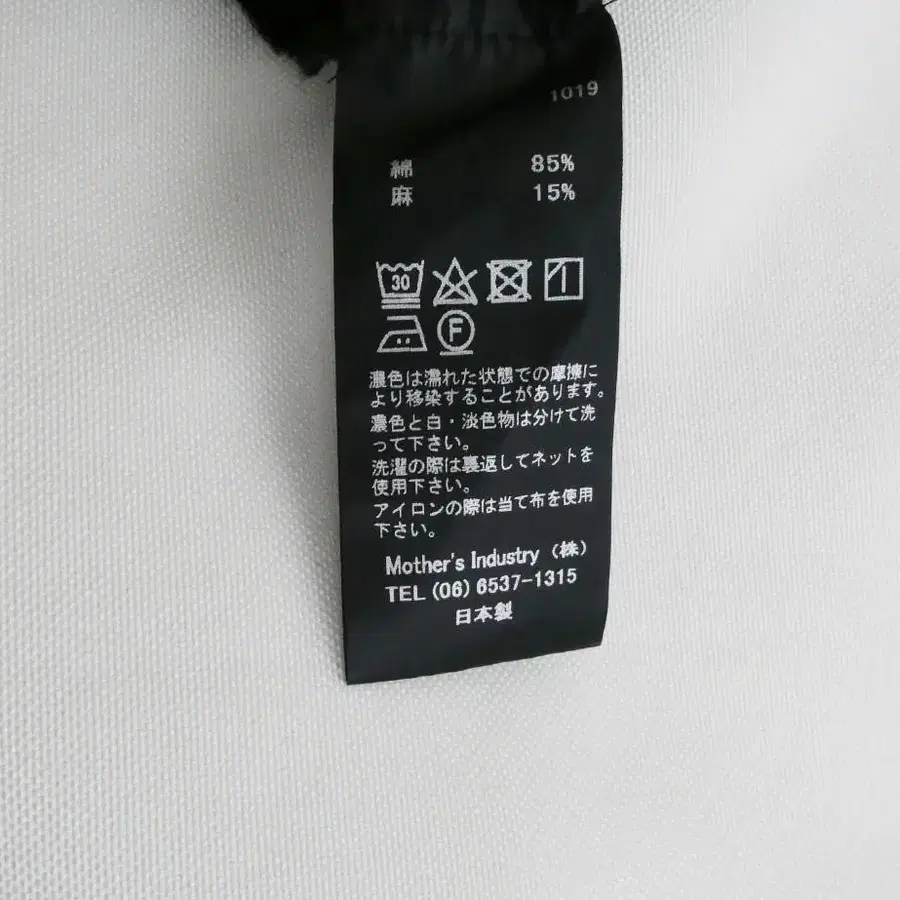 1019
綿 85%
麻 15%
30
F
濃色は濡れた状態での摩擦に
より移染することがあります。
濃色と白・淡色物は分けて洗
って下さい。
洗濯の際は裏返してネットを
使用下さい。
アイロンの際は当て布を使用
下さい。
Mother's Industry (株)
TEL (06) 6537-1315
日本製